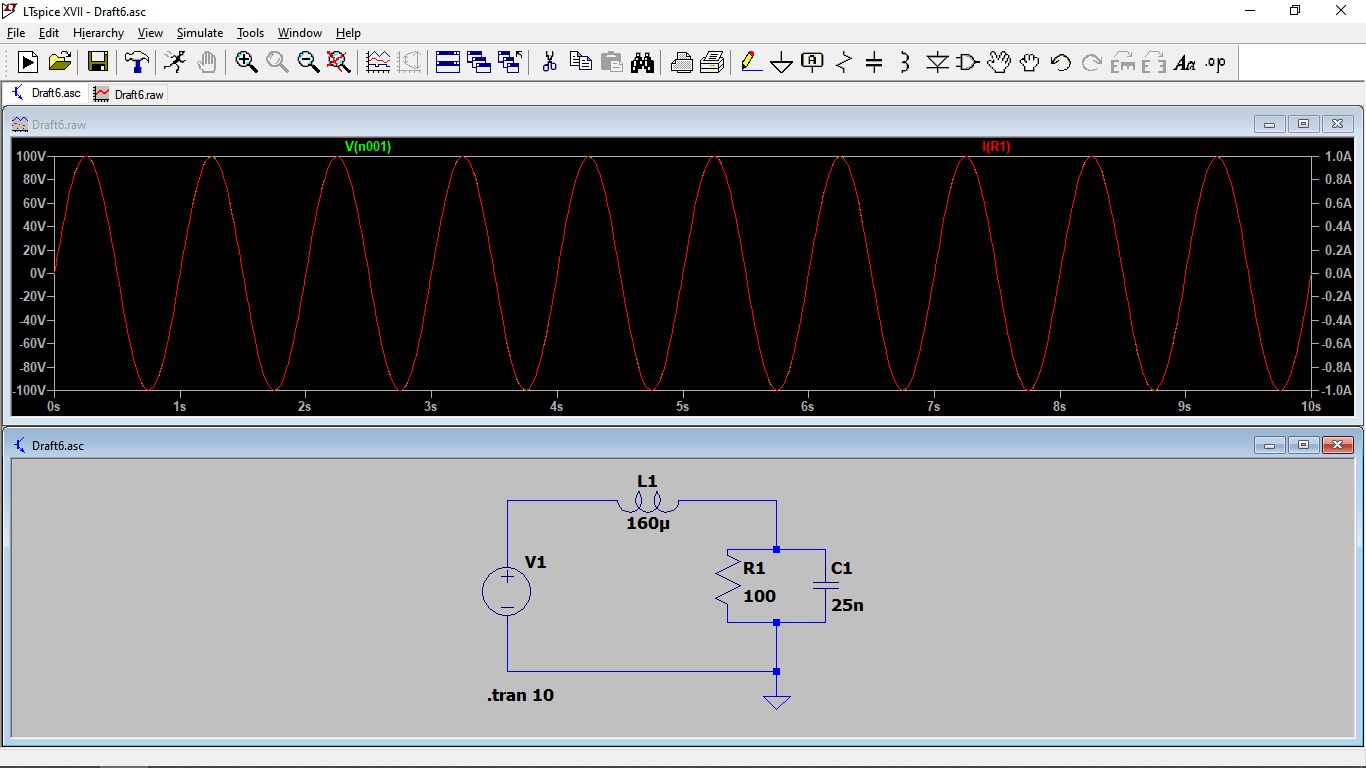 LTspice XVII - Draft6.asc
File Edit Hierarchy View Simulate Tools Window Help
A Aa .op
Draft6.asc Draft6.raw
Draft6.raw
V(n001) I(R1)
100V 1.0A
80V 0.8A
60V 0.6A
40V 0.4A
20V 0.2A
0V 0.0A
-20V -0.2A
-40V -0.4A
-60V -0.6A
-80V -0.8A
-100V -1.0A
0s 1s 2s 3s 4s 5s 6s 7s 8s 9s 10s
Draft6.asc
L1
160µ
V1
R1
100
C1
25n
.tran 10